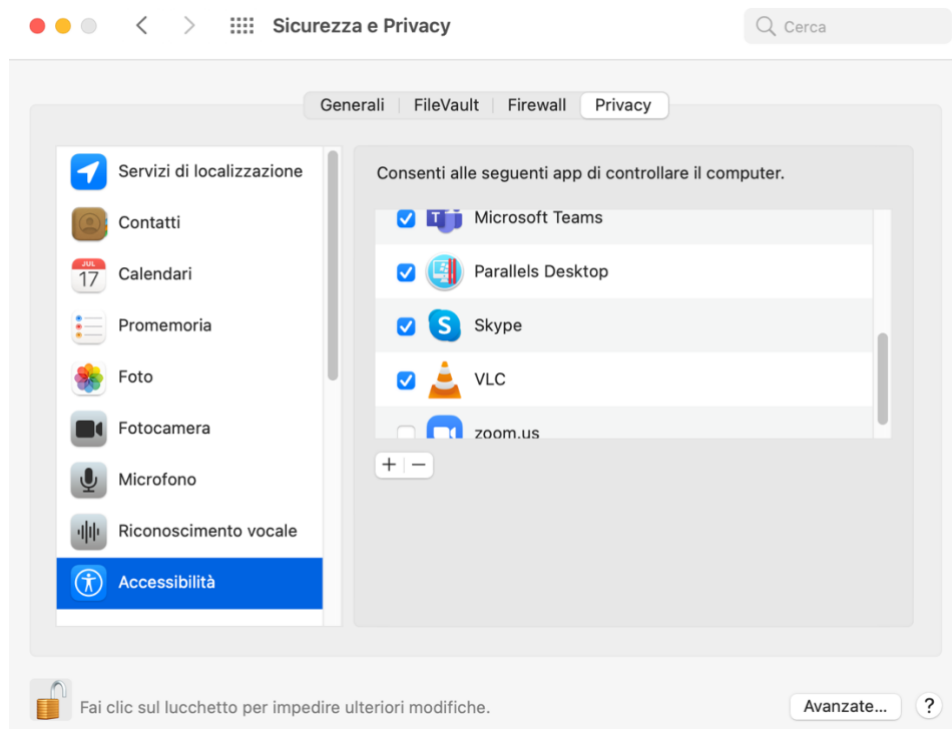 Sicurezza e Privacy
Cerca
Generali
FileVault
Firewall
Privacy
Servizi di localizzazione
Contatti
JUL
17
Calendari
Promemoria
Foto
Fotocamera
Microfono
Riconoscimento vocale
Accessibilità
Consenti alle seguenti app di controllare il computer.
T
Microsoft Teams
Parallels Desktop
S
Skype
VLC
zoom.us
+ −
Fai clic sul lucchetto per impedire ulteriori modifiche.
Avanzate...
?